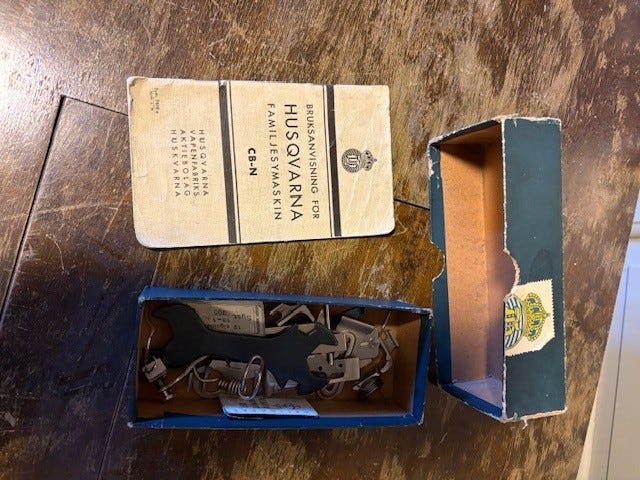 BRUKSANVISNING FÖR
HUSQVARNA
FAMILJESYMASKIN
CB-N
HUSQVARNA
VAPENFABRIKS
AKTIEBOLAG
HUSKVARNA